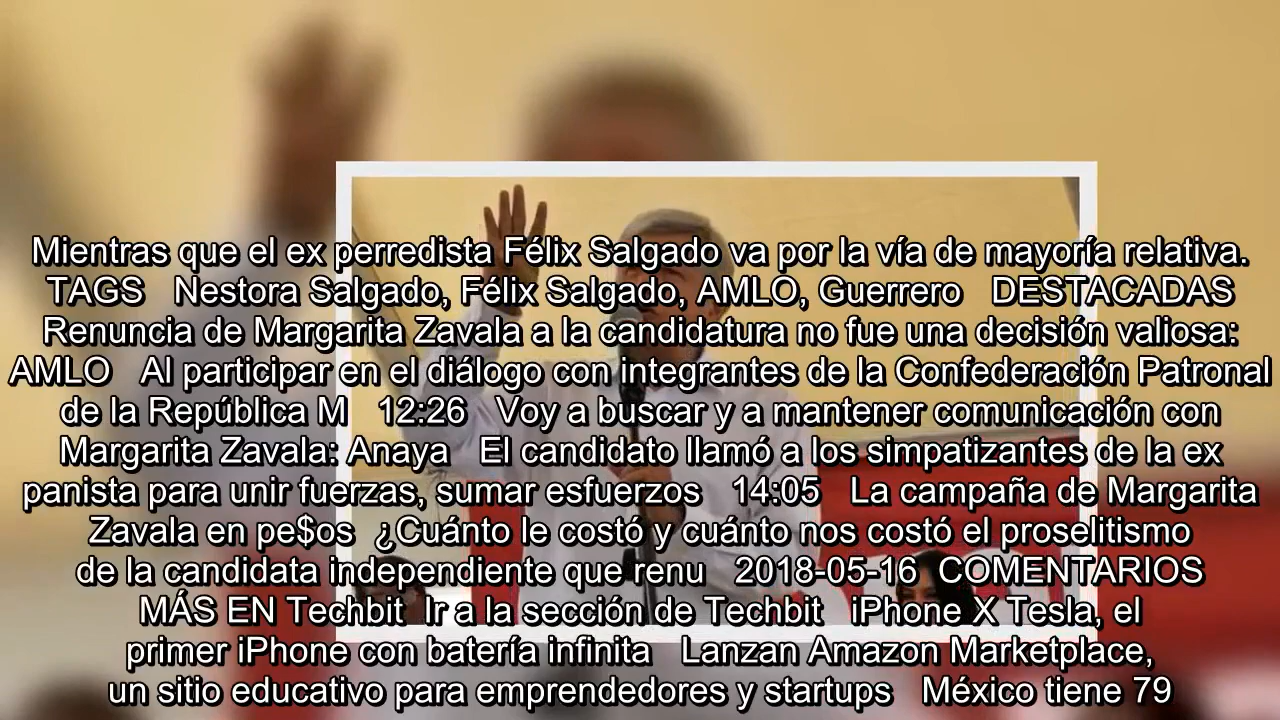 Mientras que el ex perredista Félix Salgado va por la vía de mayoría relativa.
TAGS Nestora Salgado, Félix Salgado, AMLO, Guerrero DESTACADAS
Renuncia de Margarita Zavala a la candidatura no fue una decisión valiosa:
AMLO Al participar en el diálogo con integrantes de la Confederación Patronal
de la República M 12:26 Voy a buscar y a mantener comunicación con
Margarita Zavala: Anaya El candidato llamó a los simpatizantes de la ex
panista para unir fuerzas, sumar esfuerzos 14:05 La campaña de Margarita
Zavala en pe$os ¿Cuánto le costó y cuánto nos costó el proselitismo
de la candidata independiente que renu 2018-05-16 COMENTARIOS
MÁS EN Techbit Ir a la sección de Techbit iPhone X Tesla, el
primer iPhone con batería infinita Lanzan Amazon Marketplace,
un sitio educativo para emprendedores y startups México tiene 79